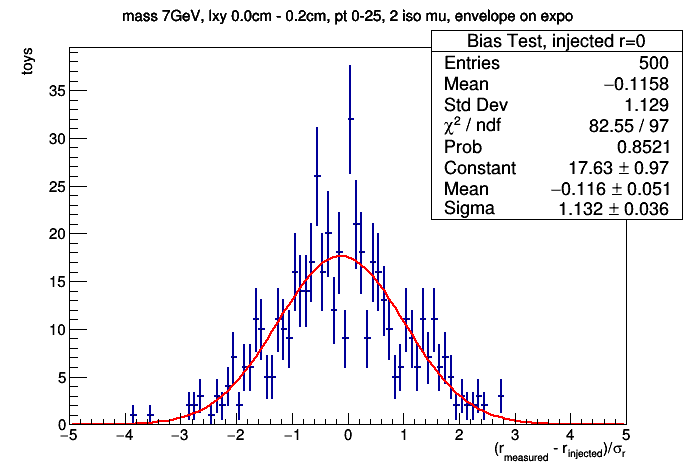 mass 7GeV, lxy 0.0cm - 0.2cm, pt 0-25, 2 iso mu, envelope on expo
Bias Test, injected r=0
Entries 500
Mean −0.1158
Std Dev 1.129
χ² / ndf 82.55 / 97
Prob 0.8521
Constant 17.63 ± 0.97
Mean −0.116 ± 0.051
Sigma 1.132 ± 0.036
toys
35
30
25
20
15
10
5
0
−5 −4 −3 −2 −1 0 1 2 3 4 5
(r_measured - r_injected)/σ_r